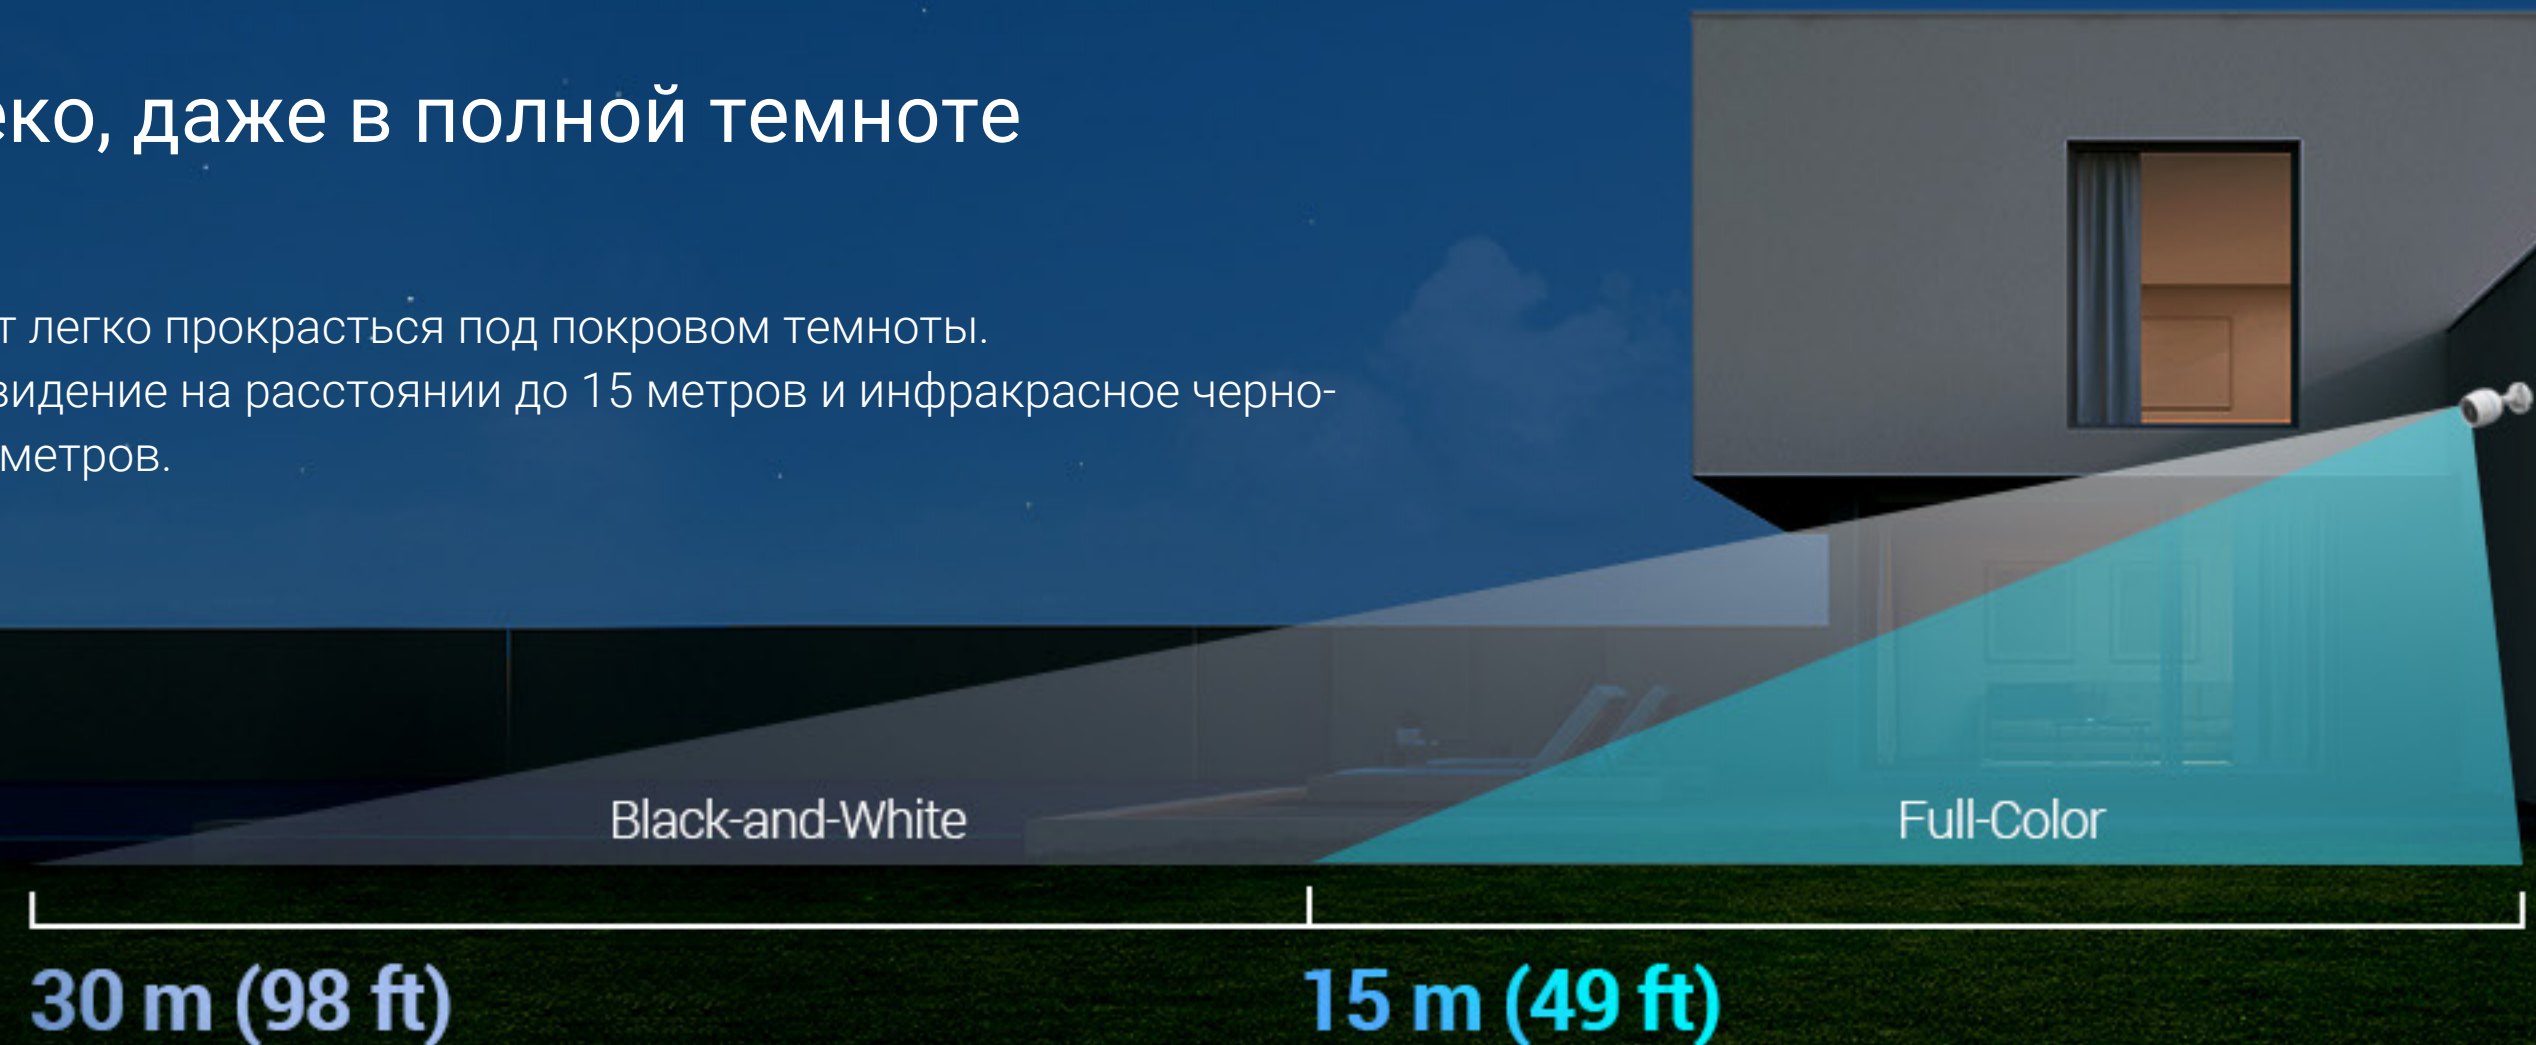 еко, даже в полной темноте
т легко прокрасться под покровом темноты.
видение на расстоянии до 15 метров и инфракрасное черно-
метров.
Black-and-White
Full-Color
30 m (98 ft)
15 m (49 ft)